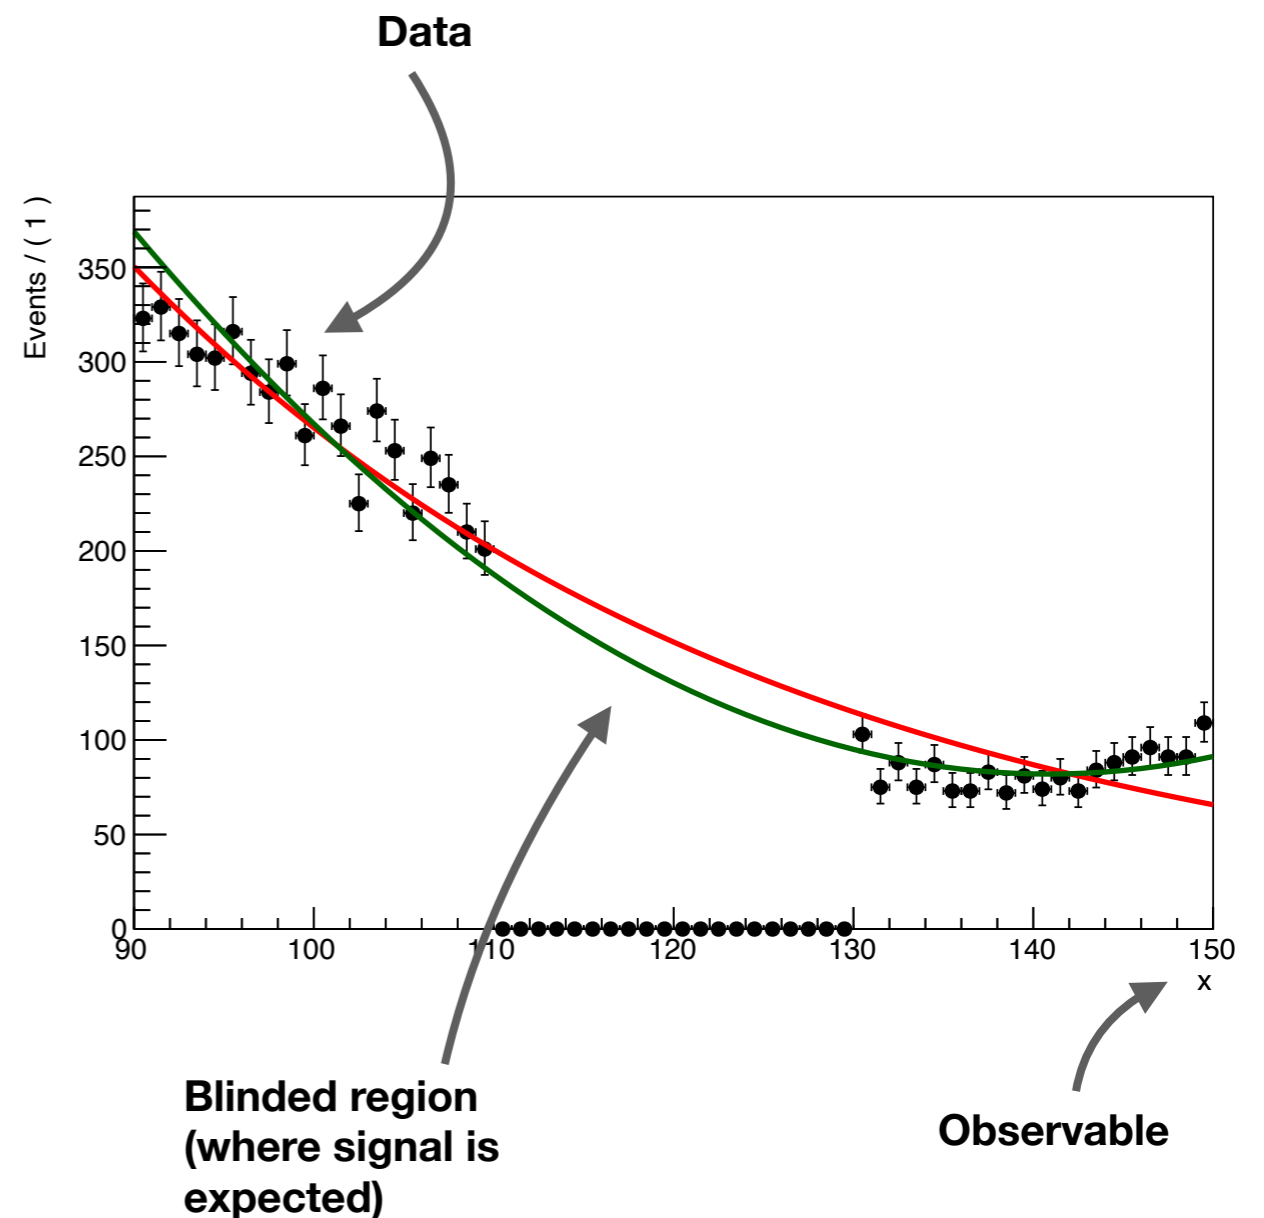 Data
Events / ( 1 )
350
300
250
200
150
100
50
0
90
100
110
120
130
140
150
x
Blinded region
(where signal is
expected)
Observable